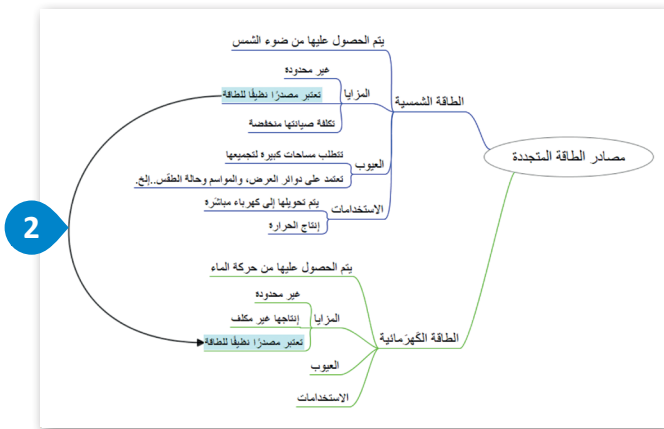 مصادر الطاقة المتجددة
الطاقة الشمسية
يتم الحصول عليها من ضوء الشمس
المزايا
غير محدودة
تعتبر مصدرًا نظيفًا للطاقة
تكلفة صيانتها منخفضة
العيوب
تتطلب مساحات كبيرة لتجميعها
تعتمد على دوائر العرض، والمواسم وحالة الطقس..إلخ.
الاستخدامات
يتم تحويلها إلى كهرباء مباشرة
إنتاج الحرارة
2
الطاقة الكَهرُمائية
يتم الحصول عليها من حركة الماء
المزايا
غير محدودة
إنتاجها غير مكلف
تعتبر مصدرًا نظيفًا للطاقة
العيوب
الاستخدامات